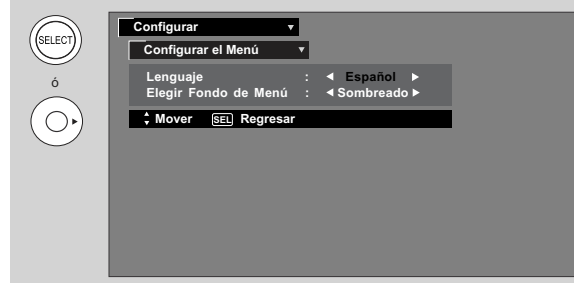 SELECT
ó
Configurar
Configurar el Menú
Lenguaje : Español
Elegir Fondo de Menú : Sombreado
Mover SEL Regresar